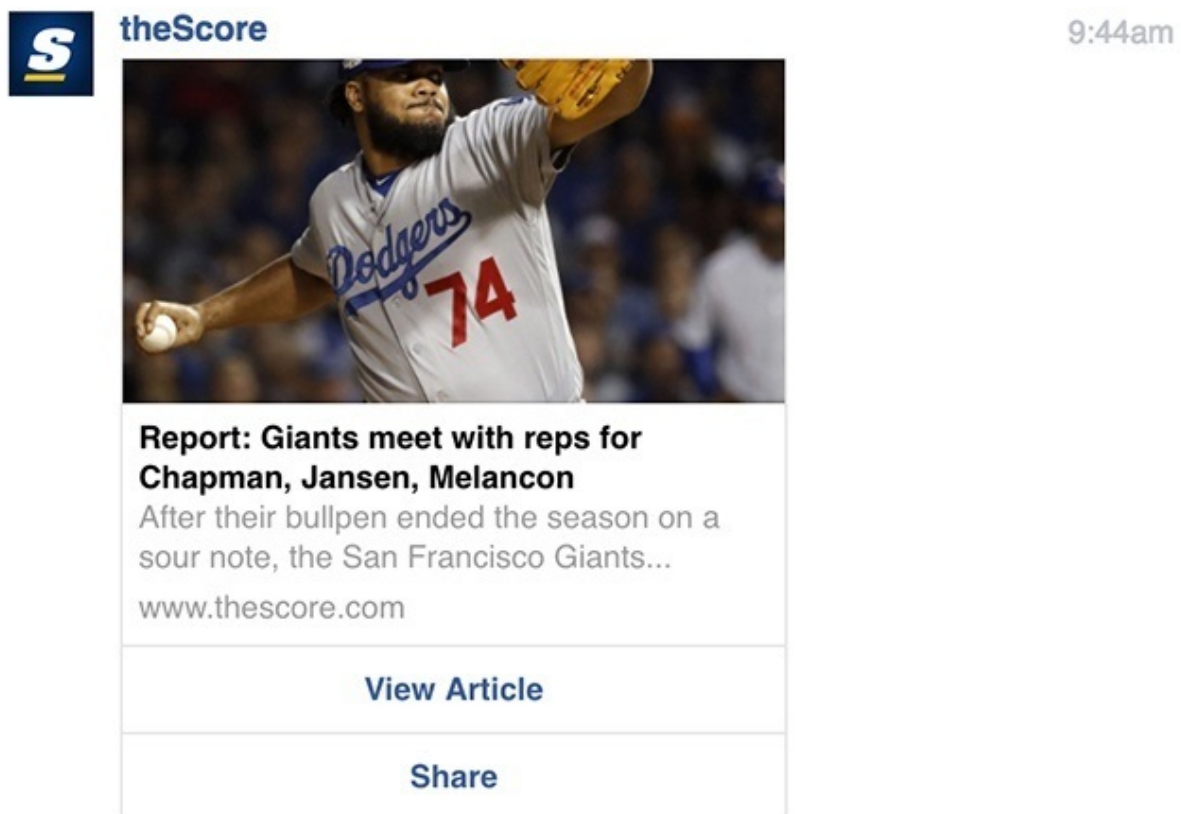 S
theScore
9:44am
Dodgers
74
Report: Giants meet with reps for
Chapman, Jansen, Melancon
After their bullpen ended the season on a
sour note, the San Francisco Giants...
www.thescore.com
View Article
Share